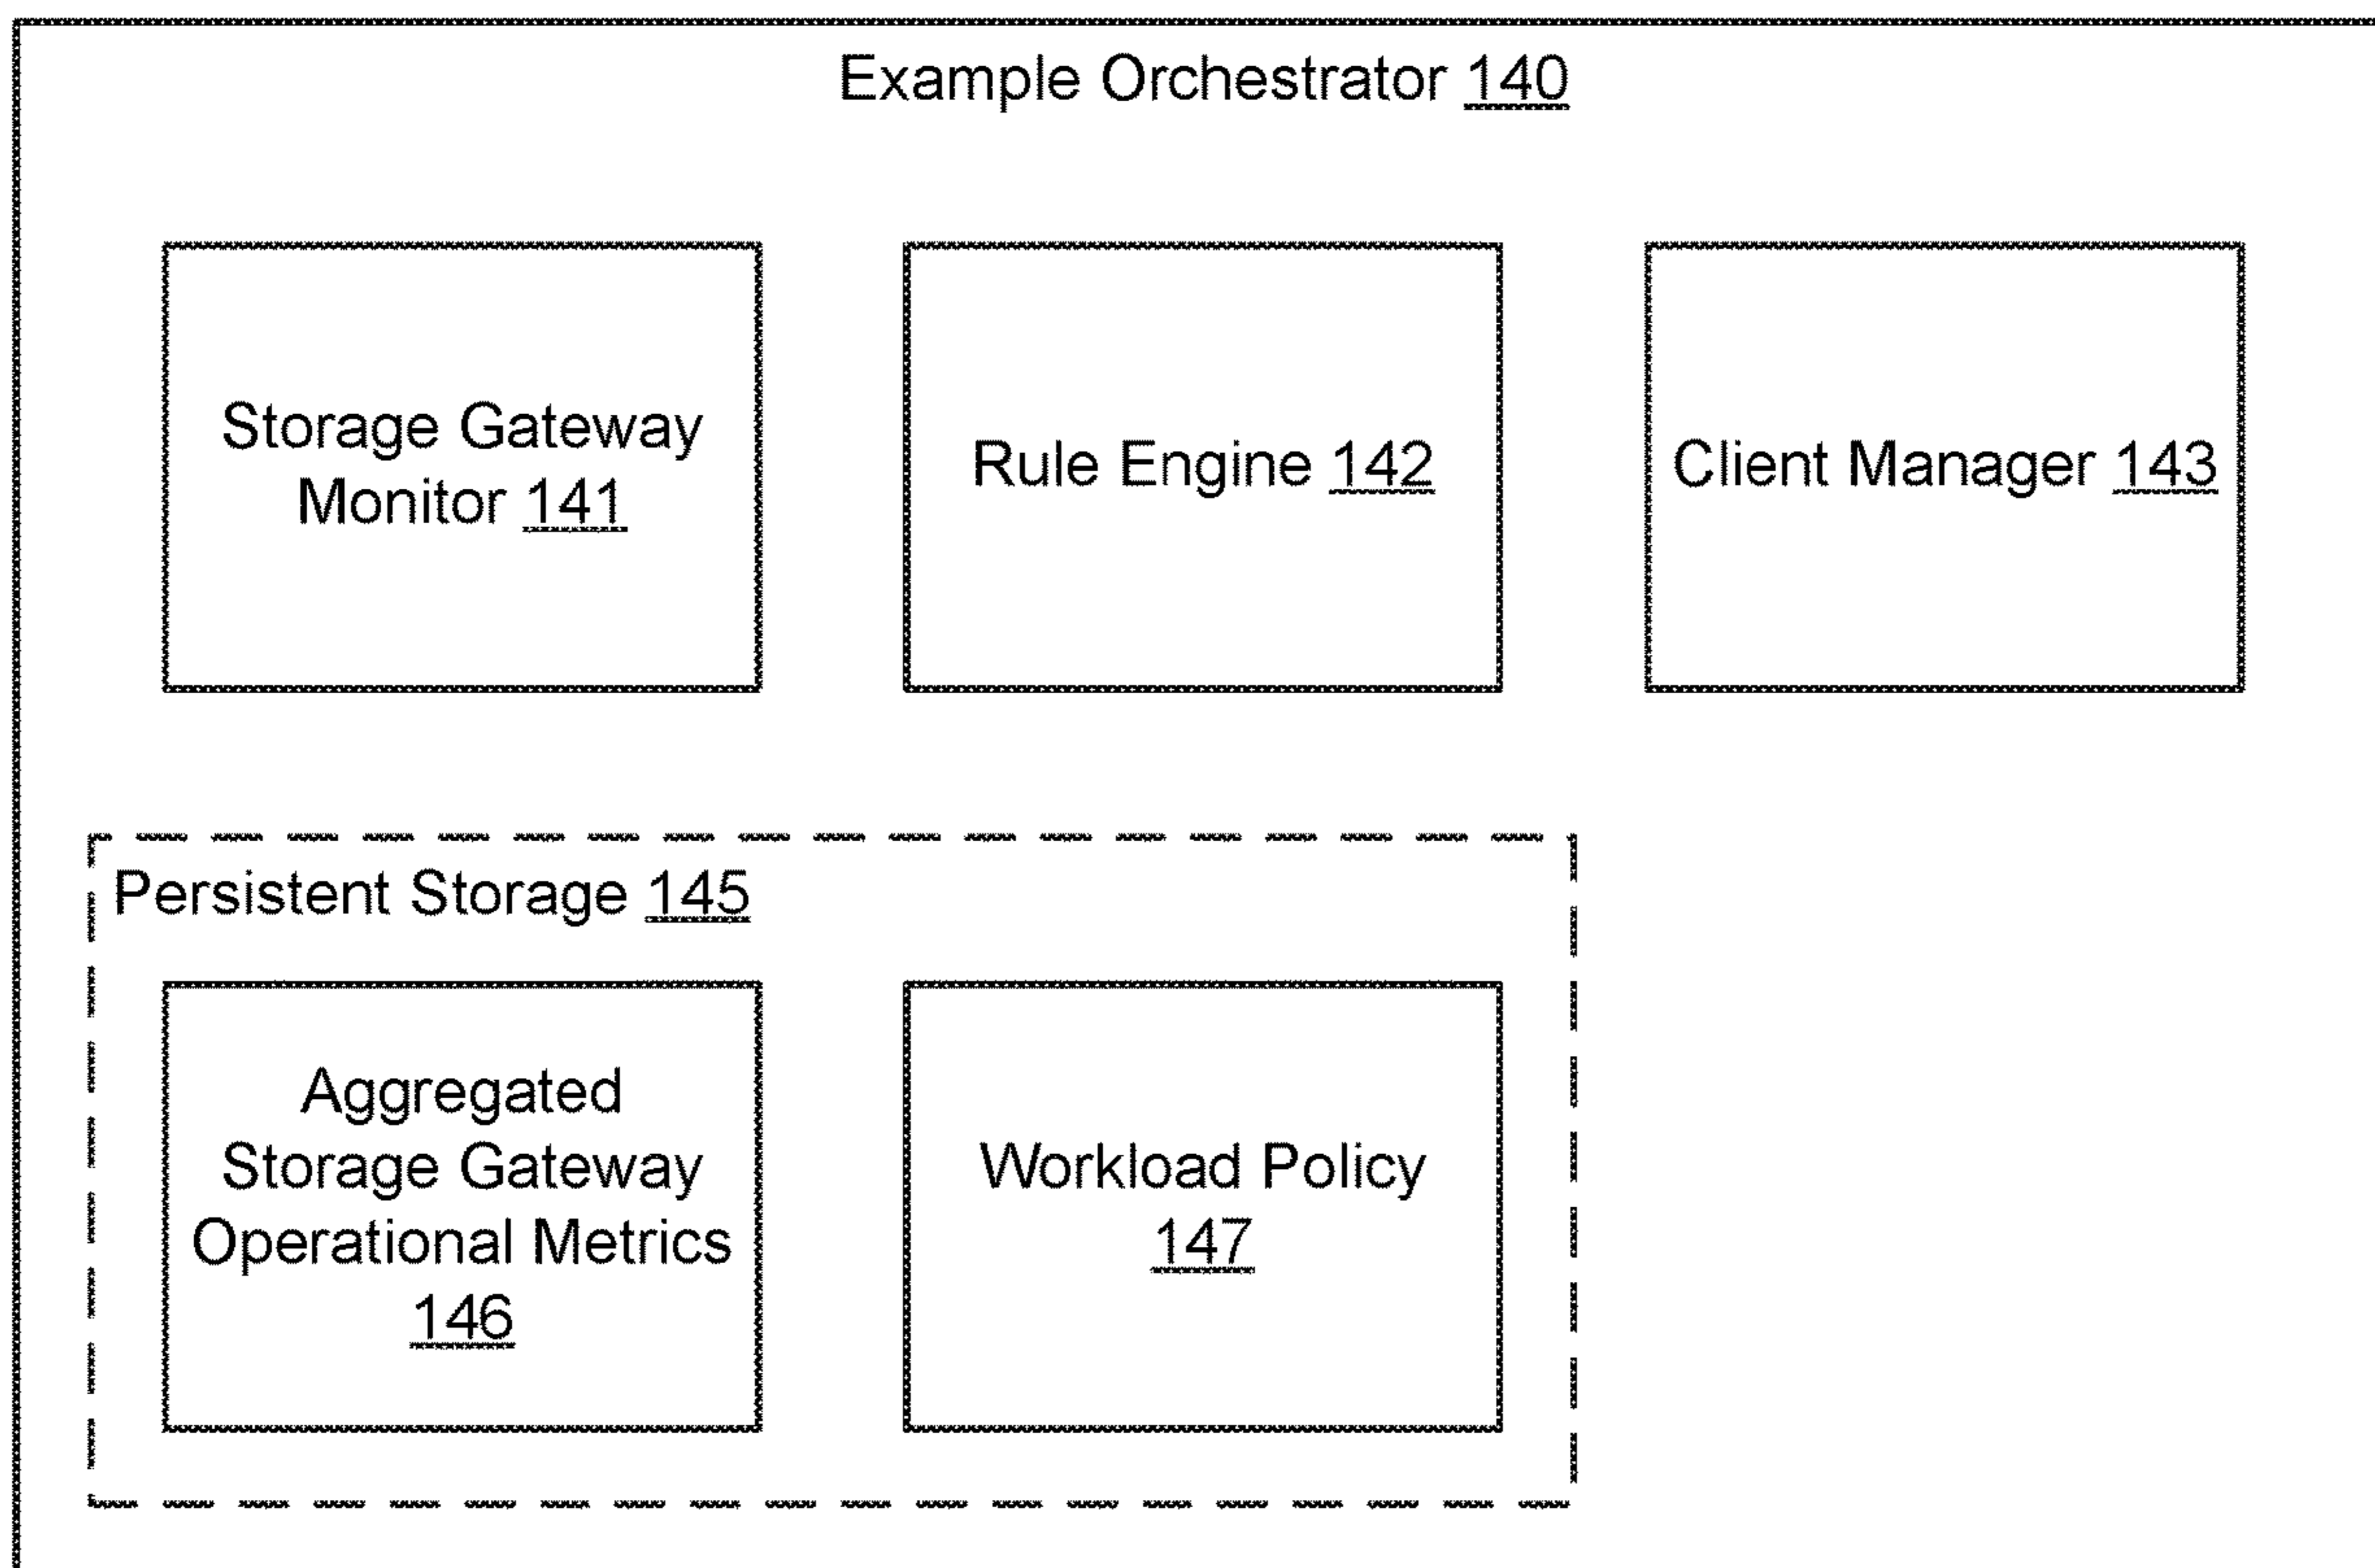 Example Orchestrator 140
Storage Gateway
Monitor 141
Rule Engine 142
Client Manager 143
Persistent Storage 145
Aggregated
Storage Gateway
Operational Metrics
146
Workload Policy
147